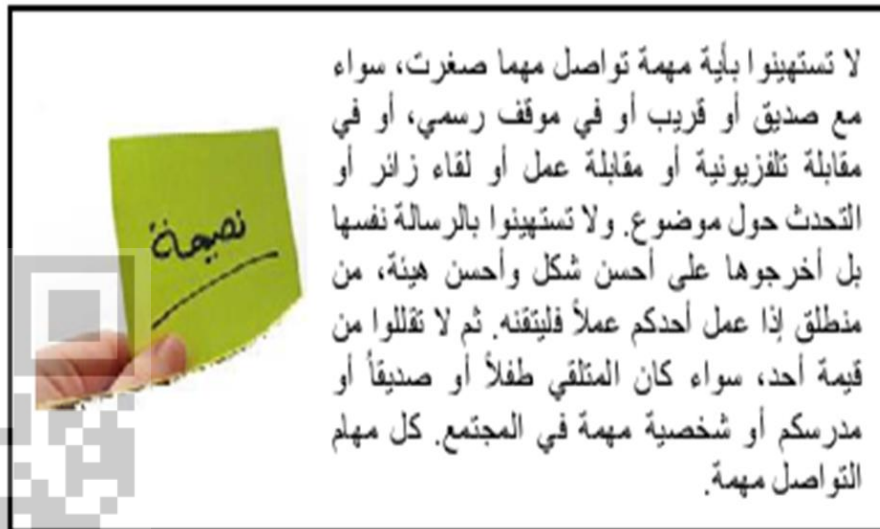 لا تستهينوا بأية مهمة تواصل مهما صغرت، سواء
مع صديق أو قريب أو في موقف رسمي، أو في
مقابلة تلفزيونية أو مقابلة عمل أو لقاء زائر أو
التحدث حول موضوع. ولا تستهينوا بالرسالة نفسها
بل أخرجوها على أحسن شكل وأحسن هيئة، من
منطلق إذا عمل أحدكم عملاً فليتقنه. ثم لا تقللوا من
قيمة أحد، سواء كان المتلقي طفلاً أو صديقاً أو
مدرسكم أو شخصية مهمة في المجتمع. كل مهام
التواصل مهمة.
نصيحة